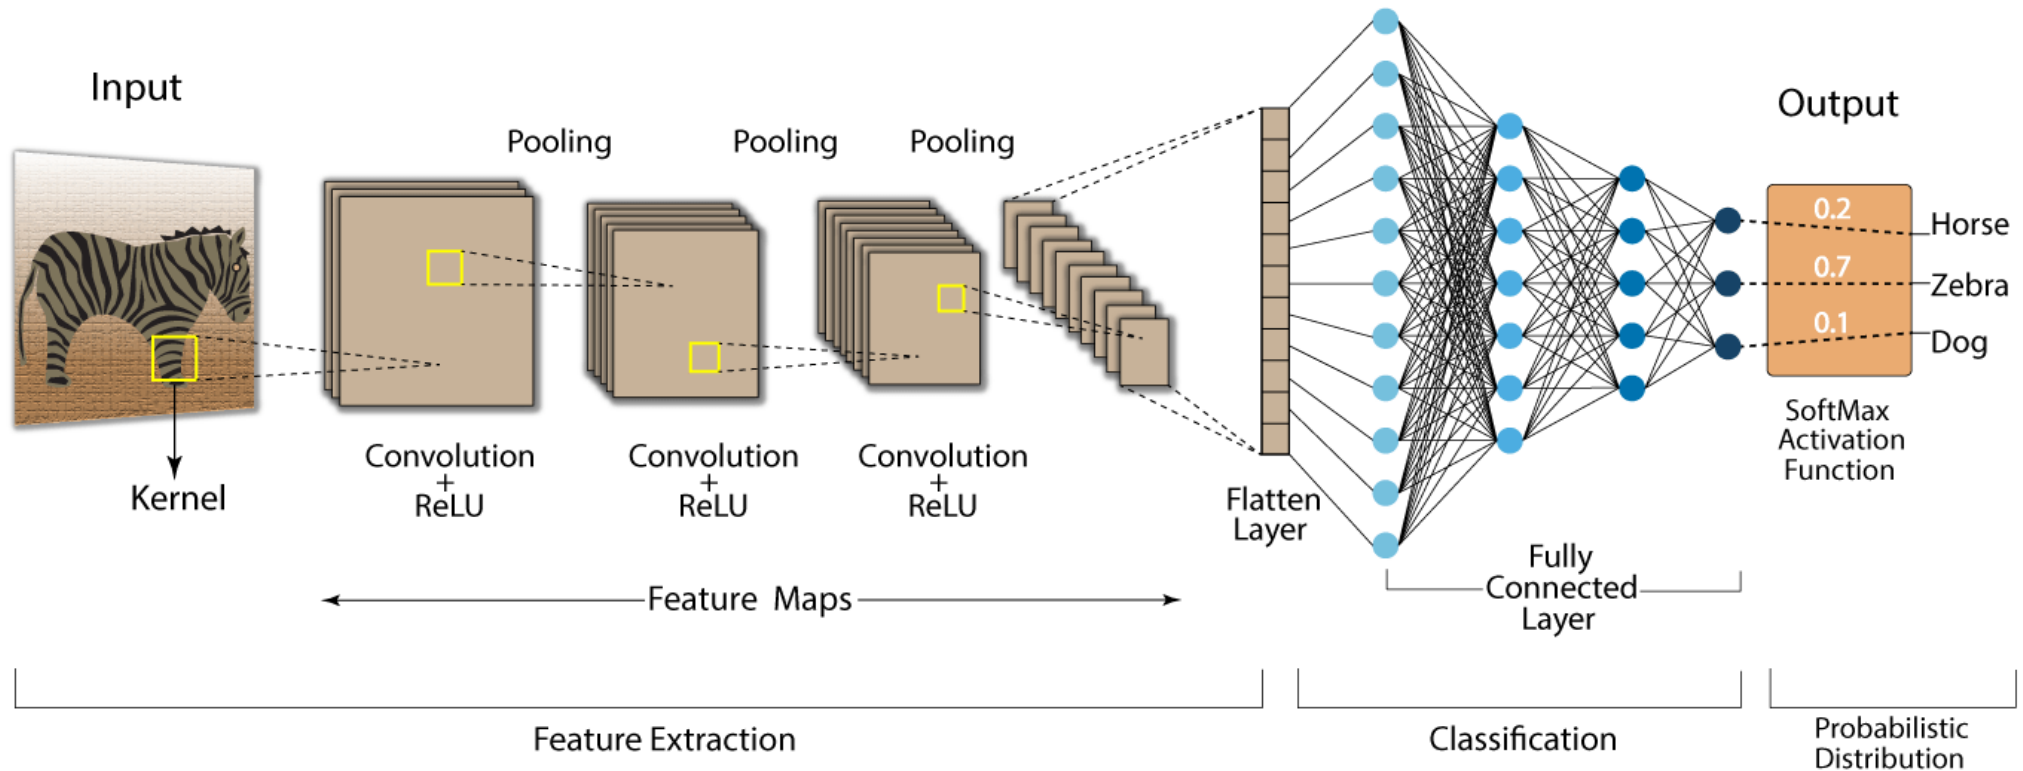 Input
Kernel
Pooling
Pooling
Pooling
Convolution
+
ReLU
Convolution
+
ReLU
Convolution
+
ReLU
Feature Maps
Flatten
Layer
Fully
Connected
Layer
Output
0.2
Horse
0.7
Zebra
0.1
Dog
SoftMax
Activation
Function
Feature Extraction
Classification
Probabilistic
Distribution